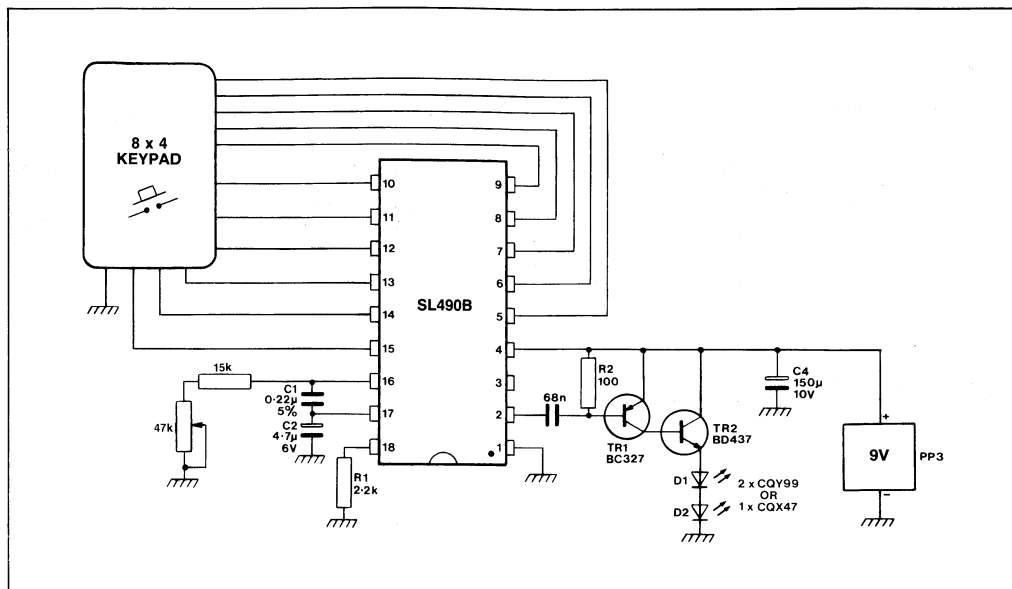 8 x 4
KEYPAD
SL490B
10
11
12
13
14
15
16
17
18
9
8
7
6
5
4
3
2
1
15k
47k
C1
0·22µ
5%
C2
4·7µ
6V
R1
2·2k
68n
R2
100
TR1
BC327
TR2
BD437
D1
D2
2 x CQY99
OR
1 x CQX47
C4
150µ
10V
+
9V
−
PP3